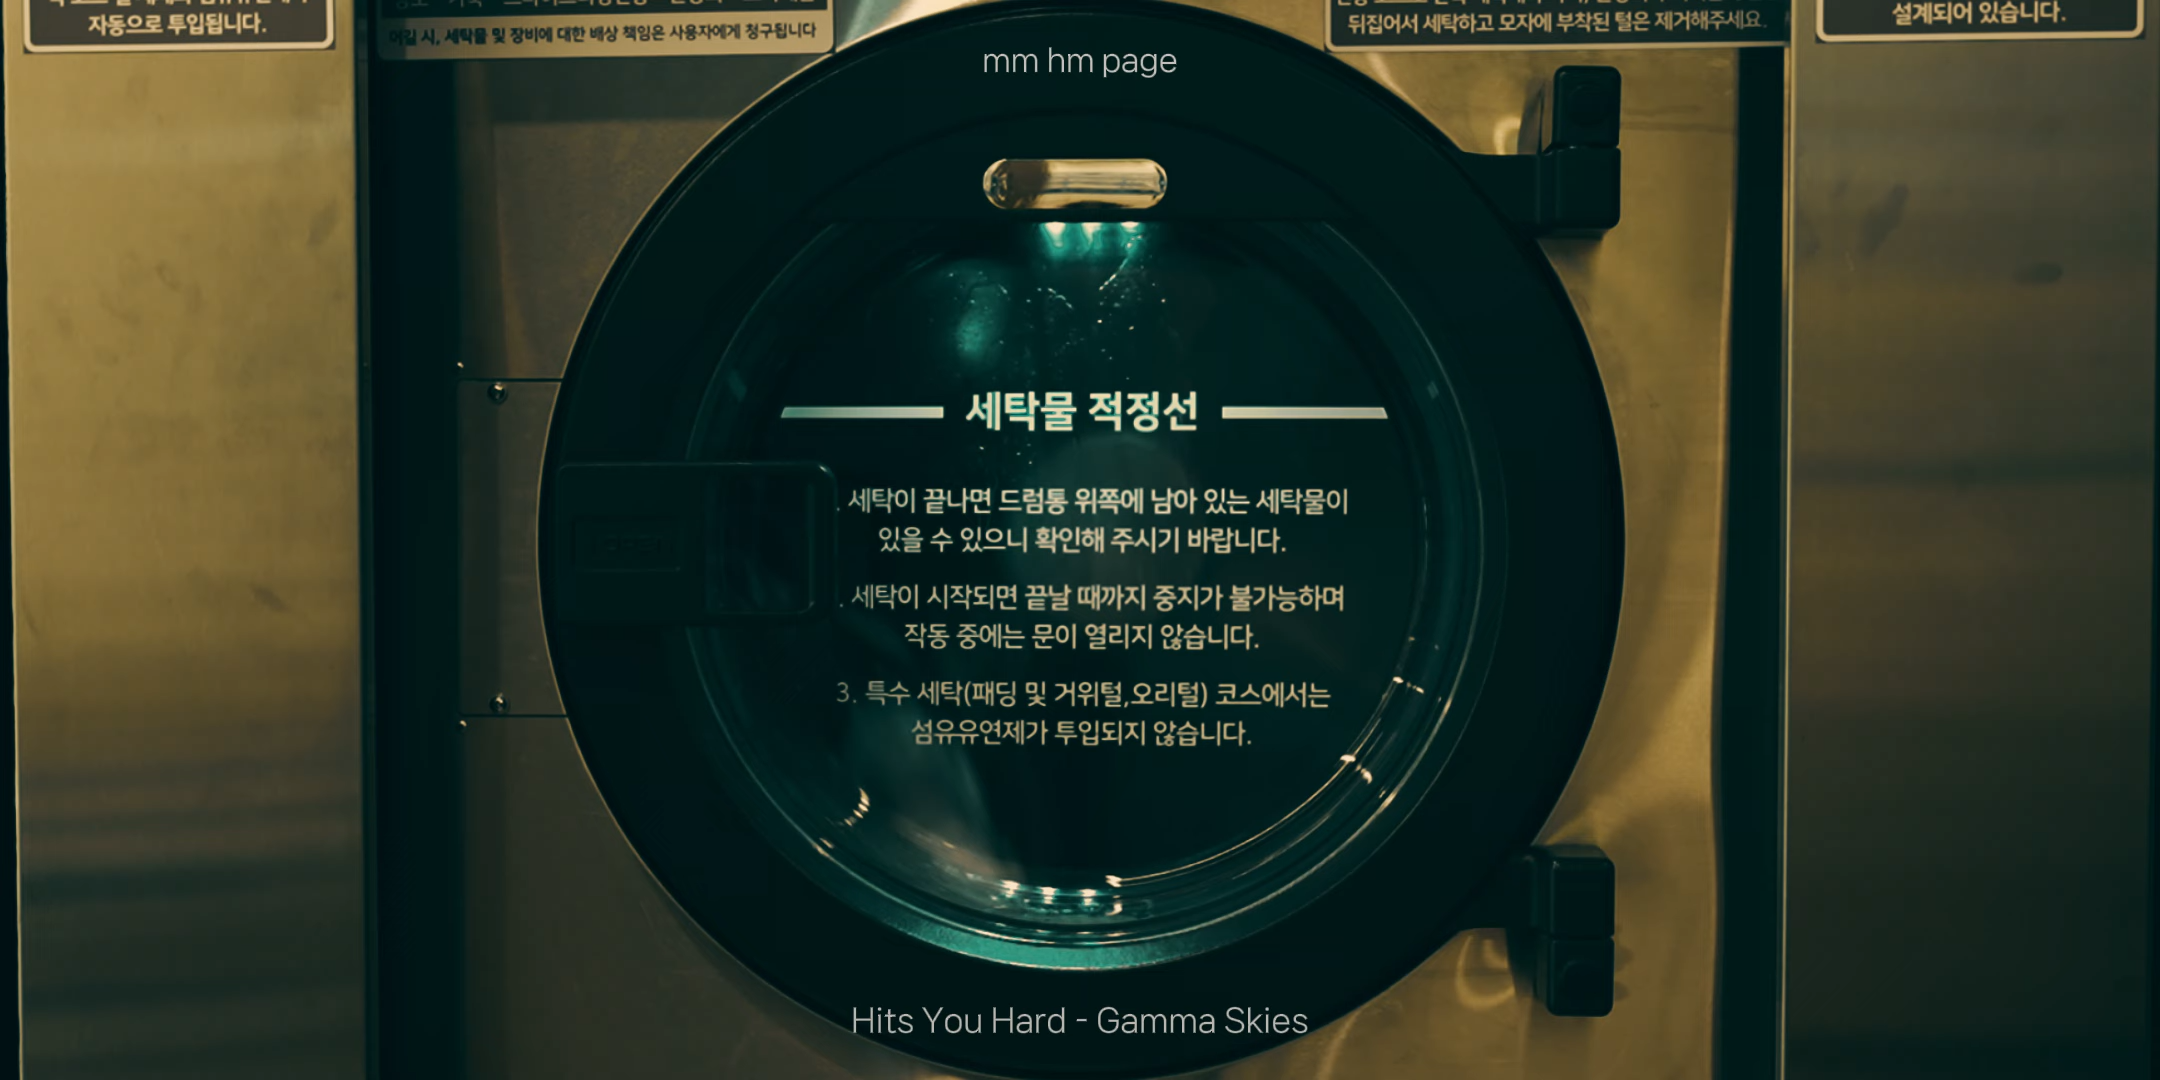 자동으로 투입됩니다.
어길 시, 세탁물 및 장비에 대한 배상 책임은 사용자에게 청구됩니다
mm hm page
뒤집어서 세탁하고 모자에 부착된 털은 제거해주세요.
설계되어 있습니다.
세탁물 적정선
. 세탁이 끝나면 드럼통 위쪽에 남아 있는 세탁물이
있을 수 있으니 확인해 주시기 바랍니다.
. 세탁이 시작되면 끝날 때까지 중지가 불가능하며
작동 중에는 문이 열리지 않습니다.
3. 특수 세탁(패딩 및 거위털,오리털) 코스에서는
섬유유연제가 투입되지 않습니다.
Hits You Hard - Gamma Skies